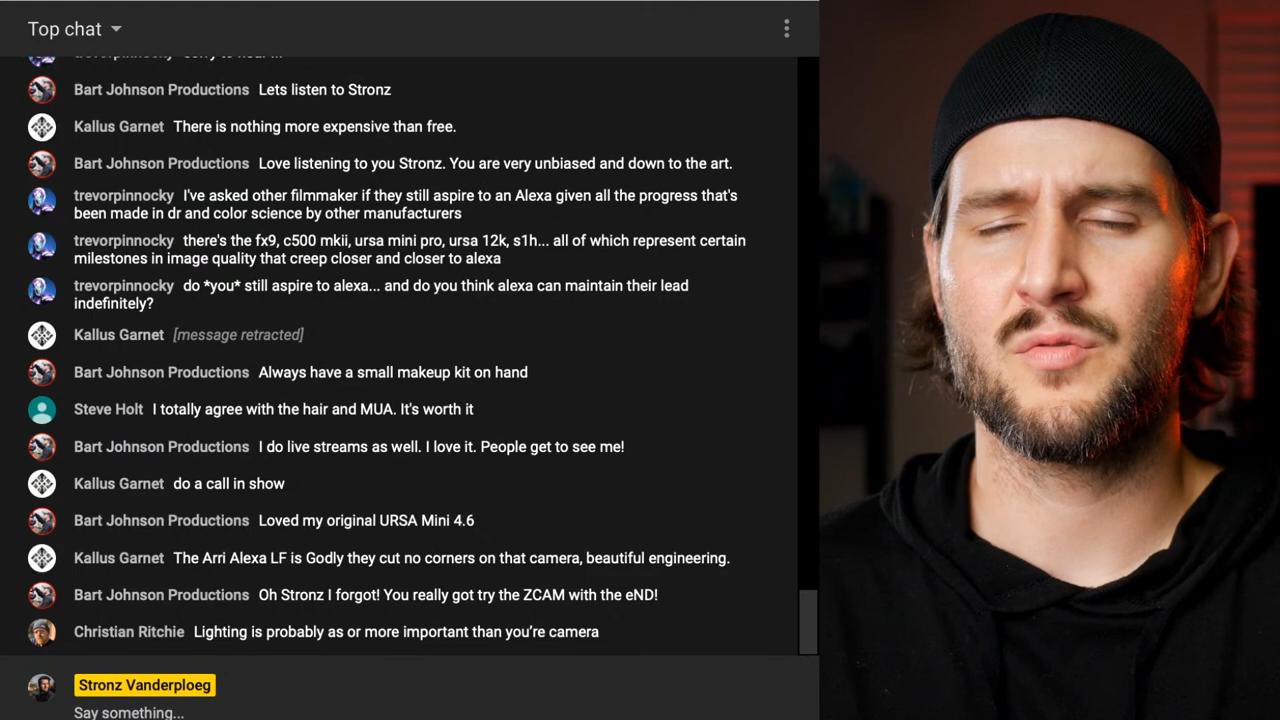 Top chat
Bart Johnson Productions Lets listen to Stronz
Kallus Garnet There is nothing more expensive than free.
Bart Johnson Productions Love listening to you Stronz. You are very unbiased and down to the art.
trevorpinnocky I've asked other filmmaker if they still aspire to an Alexa given all the progress that's
been made in dr and color science by other manufacturers
trevorpinnocky there's the fx9, c500 mkii, ursa mini pro, ursa 12k, s1h... all of which represent certain
milestones in image quality that creep closer and closer to alexa
trevorpinnocky do *you* still aspire to alexa... and do you think alexa can maintain their lead
indefinitely?
Kallus Garnet [message retracted]
Bart Johnson Productions Always have a small makeup kit on hand
Steve Holt I totally agree with the hair and MUA. It's worth it
Bart Johnson Productions I do live streams as well. I love it. People get to see me!
Kallus Garnet do a call in show
Bart Johnson Productions Loved my original URSA Mini 4.6
Kallus Garnet The Arri Alexa LF is Godly they cut no corners on that camera, beautiful engineering.
Bart Johnson Productions Oh Stronz I forgot! You really got try the ZCAM with the eND!
Christian Ritchie Lighting is probably as or more important than you’re camera
Stronz Vanderploeg
Say something...